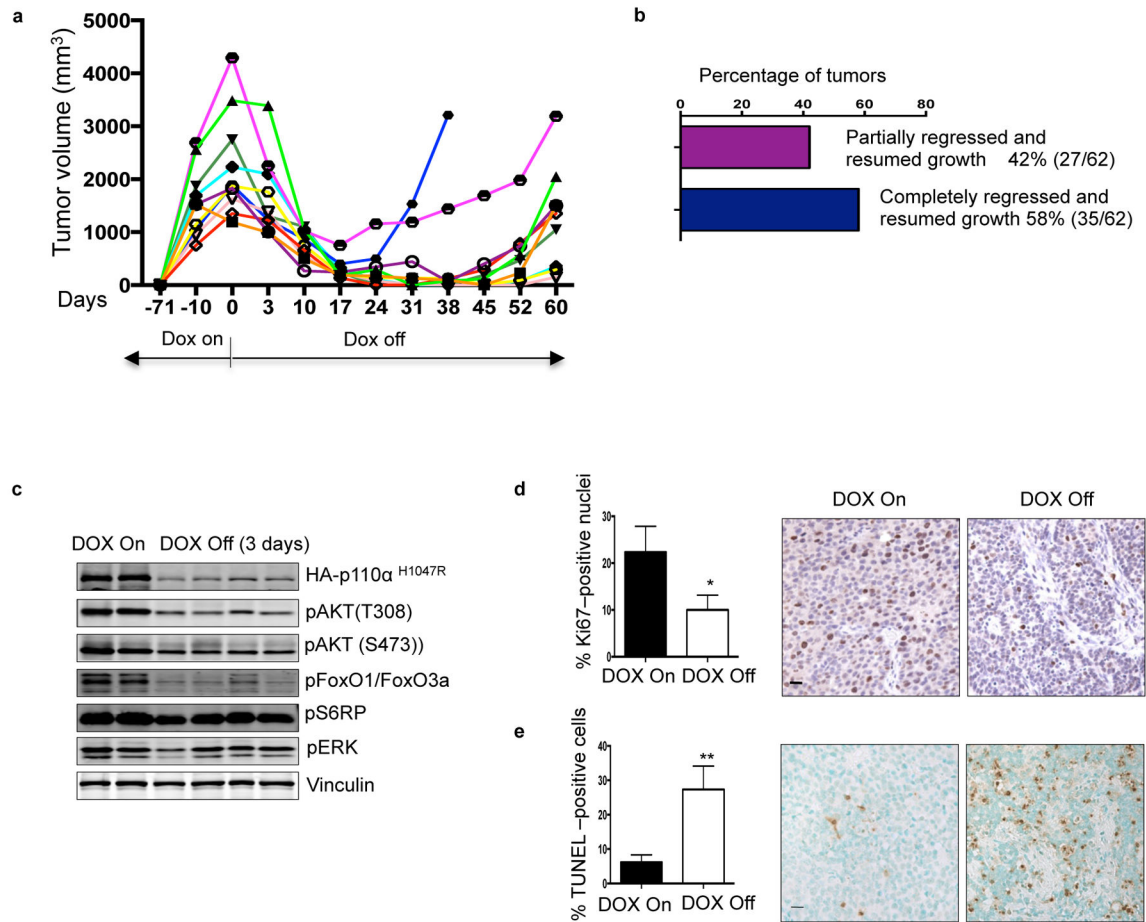 a
Tumor volume (mm³)
5000
4000
3000
2000
1000
0
Days
-71 -10 0 3 10 17 24 31 38 45 52 60
Dox on Dox off
b
Percentage of tumors
0 20 40 60 80
Partially regressed and
resumed growth 42% (27/62)
Completely regressed and
resumed growth 58% (35/62)
c
DOX On DOX Off (3 days)
HA-p110α H1047R
pAKT(T308)
pAKT (S473))
pFoxO1/FoxO3a
pS6RP
pERK
Vinculin
d
% Ki67–positive nuclei
30
20
10
0
*
DOX On DOX Off
DOX On DOX Off
e
% TUNEL –positive cells
40
30
20
10
0
**
DOX On DOX Off